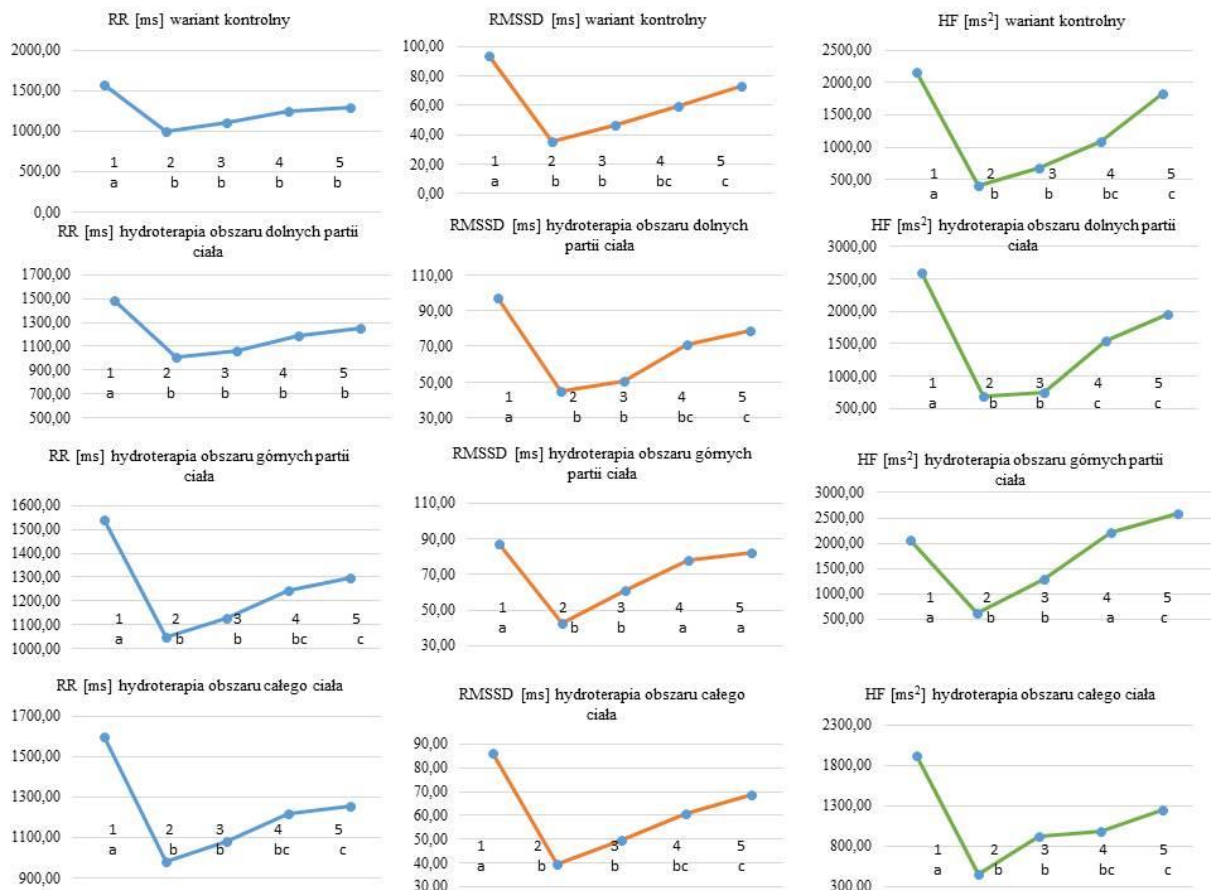 RR [ms] wariant kontrolny
2000,00
1500,00
1000,00
500,00
0,00
1 2 3 4 5
a b b b b
RMSSD [ms] wariant kontrolny
100,00
80,00
60,00
40,00
20,00
0,00
1 2 3 4 5
a b b bc c
HF [ms²] wariant kontrolny
2500,00
2000,00
1500,00
1000,00
500,00
1 2 3 4 5
a b b bc c
RR [ms] hydroterapia obszaru dolnych partii
ciała
1700,00
1500,00
1300,00
1100,00
900,00
700,00
500,00
1 2 3 4 5
a b b b b
RMSSD [ms] hydroterapia obszaru dolnych
partii ciała
110,00
90,00
70,00
50,00
30,00
1 2 3 4 5
a b b bc c
HF [ms²] hydroterapia obszaru dolnych partii
ciała
3000,00
2500,00
2000,00
1500,00
1000,00
500,00
1 2 3 4 5
a b b c c
RR [ms] hydroterapia obszaru górnych partii
ciała
1600,00
1500,00
1400,00
1300,00
1200,00
1100,00
1000,00
1 2 3 4 5
a b b bc c
RMSSD [ms] hydroterapia obszaru górnych
partii ciała
110,00
90,00
70,00
50,00
30,00
1 2 3 4 5
a b b a a
HF [ms²] hydroterapia obszaru górnych partii
ciała
3000,00
2500,00
2000,00
1500,00
1000,00
500,00
1 2 3 4 5
a b b a c
RR [ms] hydroterapia obszaru całego ciała
1700,00
1500,00
1300,00
1100,00
900,00
1 2 3 4 5
a b b bc c
RMSSD [ms] hydroterapia obszaru całego
ciała
90,00
80,00
70,00
60,00
50,00
40,00
30,00
1 2 3 4 5
a b b bc c
HF [ms²] hydroterapia obszaru całego ciała
2300,00
1800,00
1300,00
800,00
300,00
1 2 3 4 5
a b b bc c